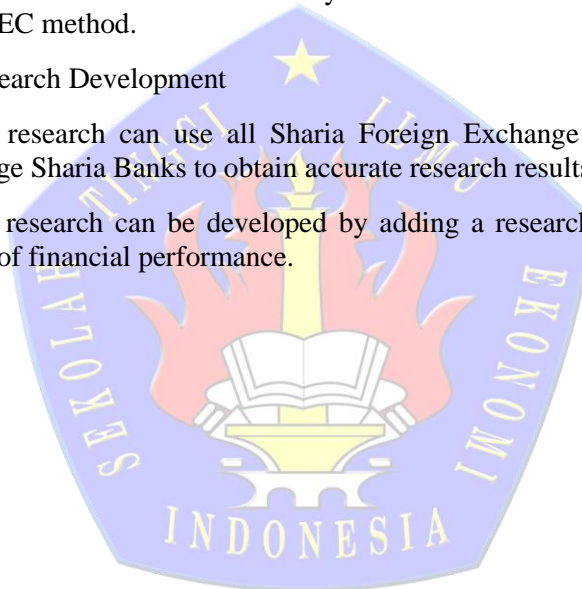 EC method.
earch Development
research can use all Sharia Foreign Exchange
ge Sharia Banks to obtain accurate research results
research can be developed by adding a research
of financial performance.
SEKOLAH TINGGI ILMU EKONOMI
INDONESIA